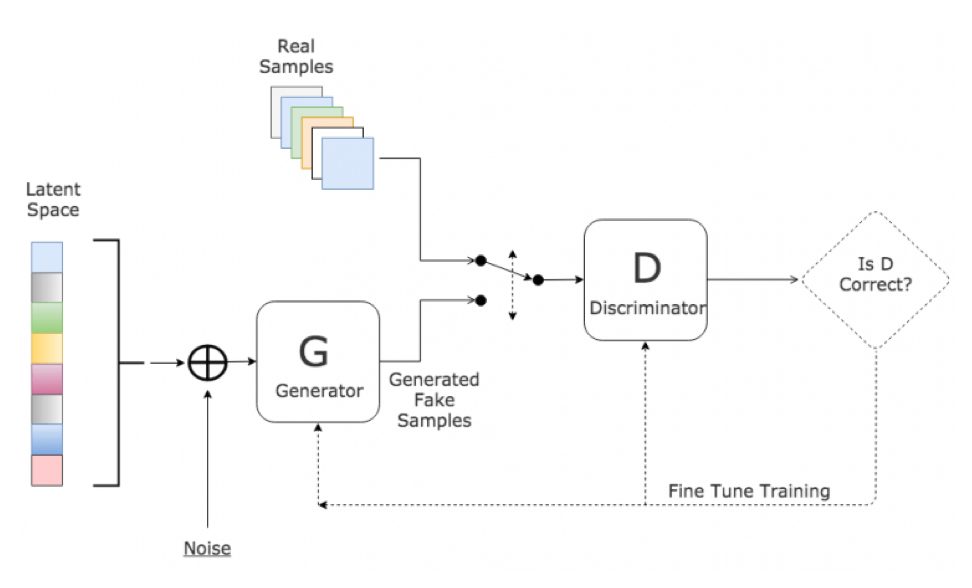 Real
Samples
Latent
Space
D
Discriminator
Is D
Correct?
G
Generator
Generated
Fake
Samples
Fine Tune Training
Noise